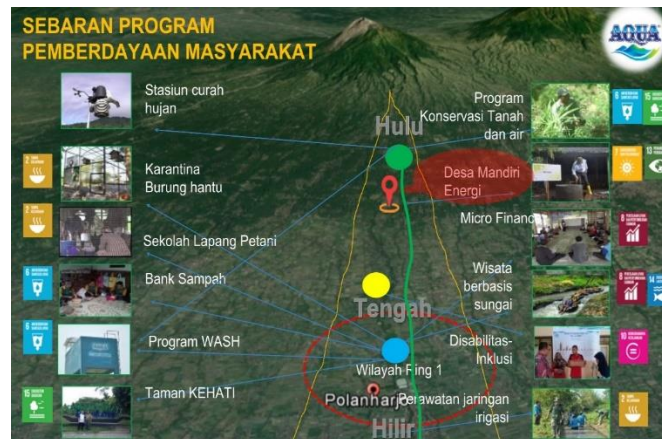 SEBARAN PROGRAM
PEMBERDAYAAN MASYARAKAT
AQUA
Stasiun curah
hujan
Karantina
Burung hantu
Sekolah Lapang Petani
Bank Sampah
Program WASH
Taman KEHATI
Hulu
Tengah
Wilayah Ring 1
Polanharjo
Hilir
Program
Konservasi Tanah
dan air
Desa Mandiri
Energi
Micro Financ
Wisata
berbasis
sungai
Disabilitas-
Inklusi
Perawatan jaringan
irigasi